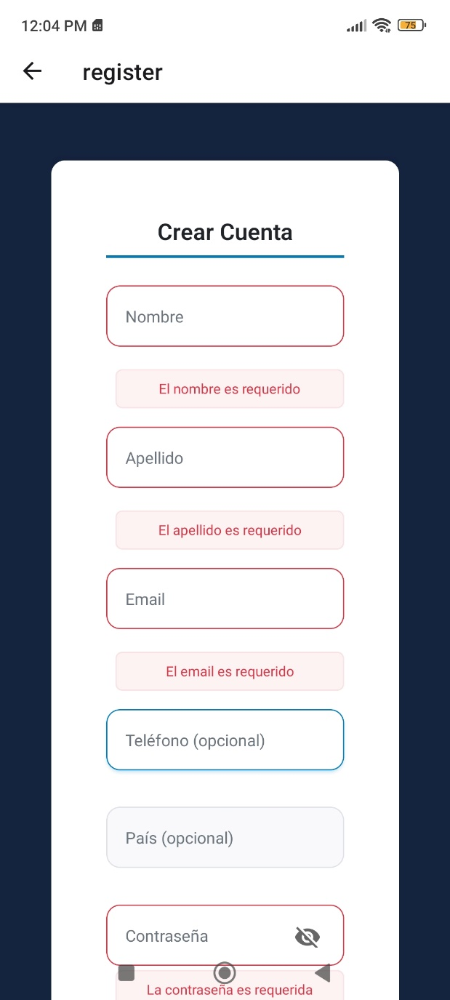 12:04 PM
75
register
Crear Cuenta
Nombre
El nombre es requerido
Apellido
El apellido es requerido
Email
El email es requerido
Teléfono (opcional)
País (opcional)
Contraseña
La contraseña es requerida